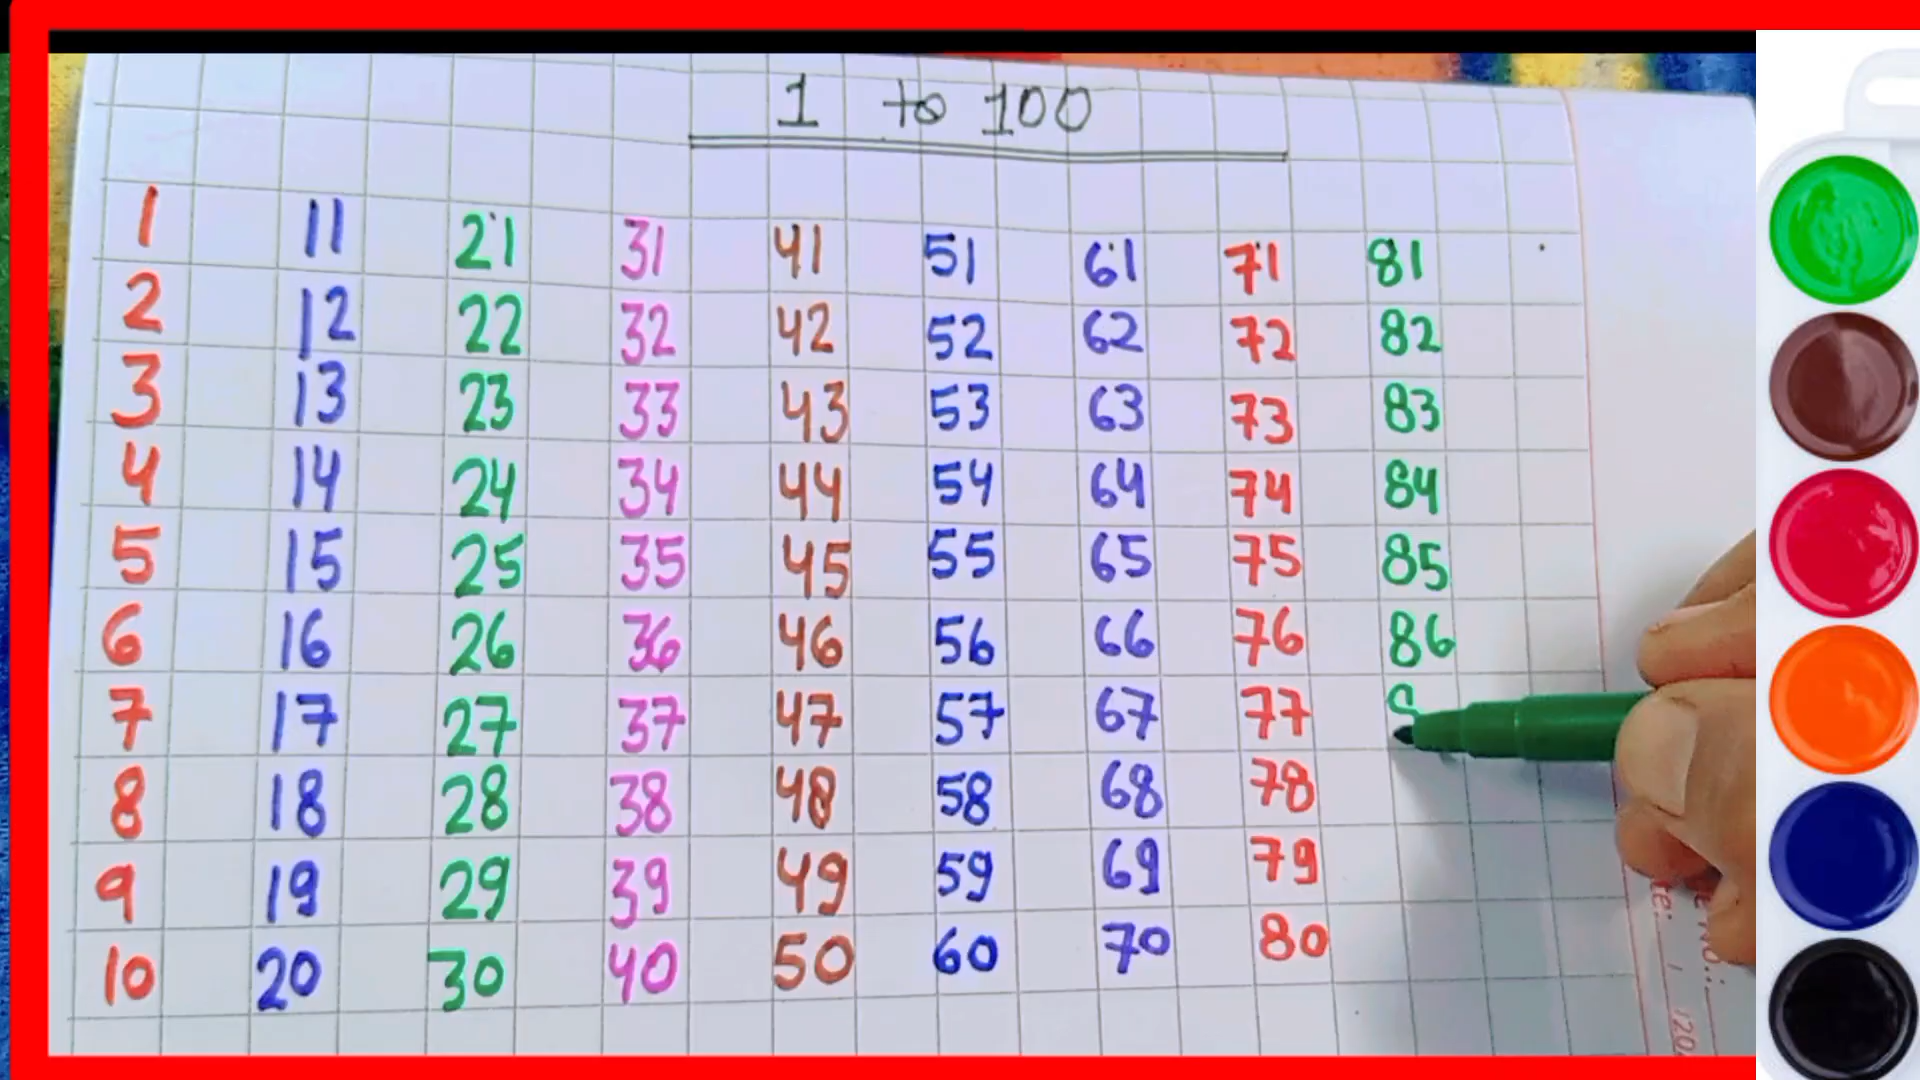 1 to 100
1 11 21 31 41 51 61 71 81
2 12 22 32 42 52 62 72 82
3 13 23 33 43 53 63 73 83
4 14 24 34 44 54 64 74 84
5 15 25 35 45 55 65 75 85
6 16 26 36 46 56 66 76 86
7 17 27 37 47 57 67 77
8 18 28 38 48 58 68 78
9 19 29 39 49 59 69 79
10 20 30 40 50 60 70 80